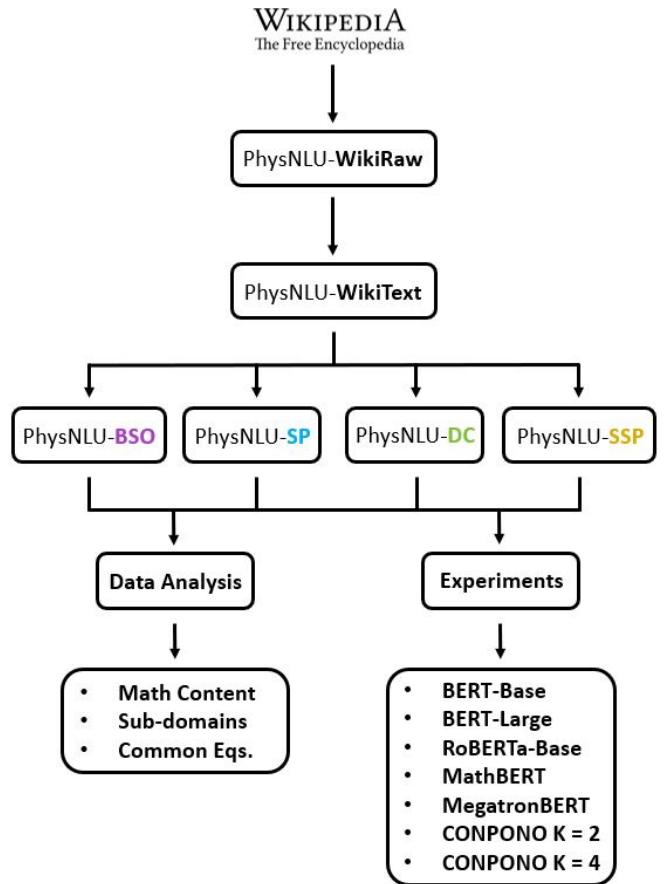 WIKIPEDIA
The Free Encyclopedia
PhysNLU-WikiRaw
PhysNLU-WikiText
PhysNLU-BSO
PhysNLU-SP
PhysNLU-DC
PhysNLU-SSP
Data Analysis
Experiments
• Math Content
• Sub-domains
• Common Eqs.
• BERT-Base
• BERT-Large
• RoBERTa-Base
• MathBERT
• MegatronBERT
• CONPONO K = 2
• CONPONO K = 4